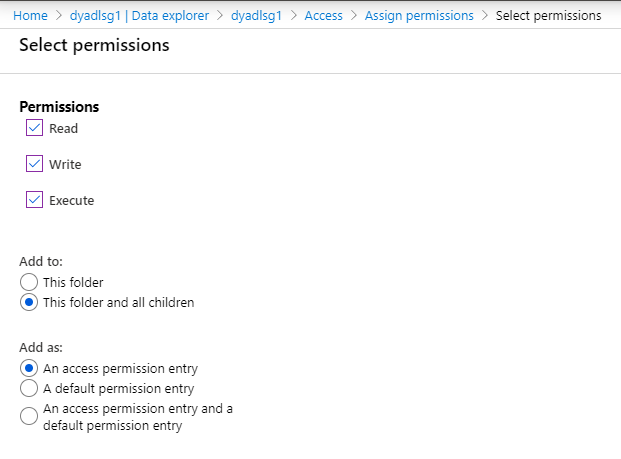 Home > dyadlsg1 | Data explorer > dyadlsg1 > Access > Assign permissions > Select permissions
Select permissions
Permissions
Read
Write
Execute
Add to:
This folder
This folder and all children
Add as:
An access permission entry
A default permission entry
An access permission entry and a
default permission entry